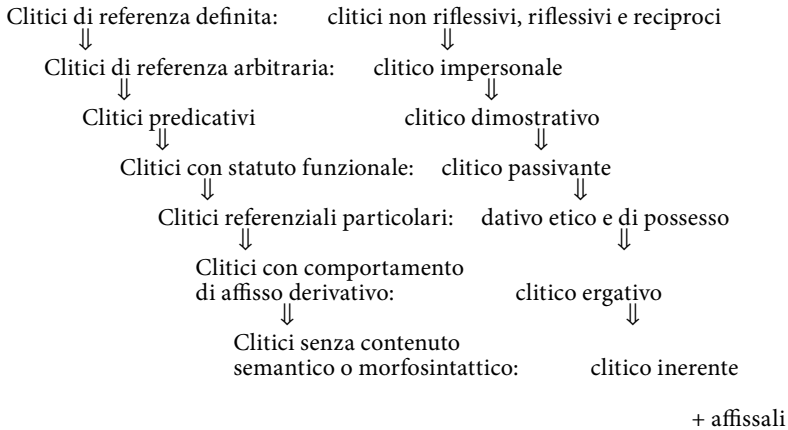 Clitici di referenza definita: clitici non riflessivi, riflessivi e reciproci
⇓ ⇓
Clitici di referenza arbitraria: clitico impersonale
⇓ ⇓
Clitici predicativi clitico dimostrativo
⇓ ⇓
Clitici con statuto funzionale: clitico passivante
⇓ ⇓
Clitici referenziali particolari: dativo etico e di possesso
⇓ ⇓
Clitici con comportamento
di affisso derivativo: clitico ergativo
⇓ ⇓
Clitici senza contenuto
semantico o morfosintattico: clitico inerente
+ affissali